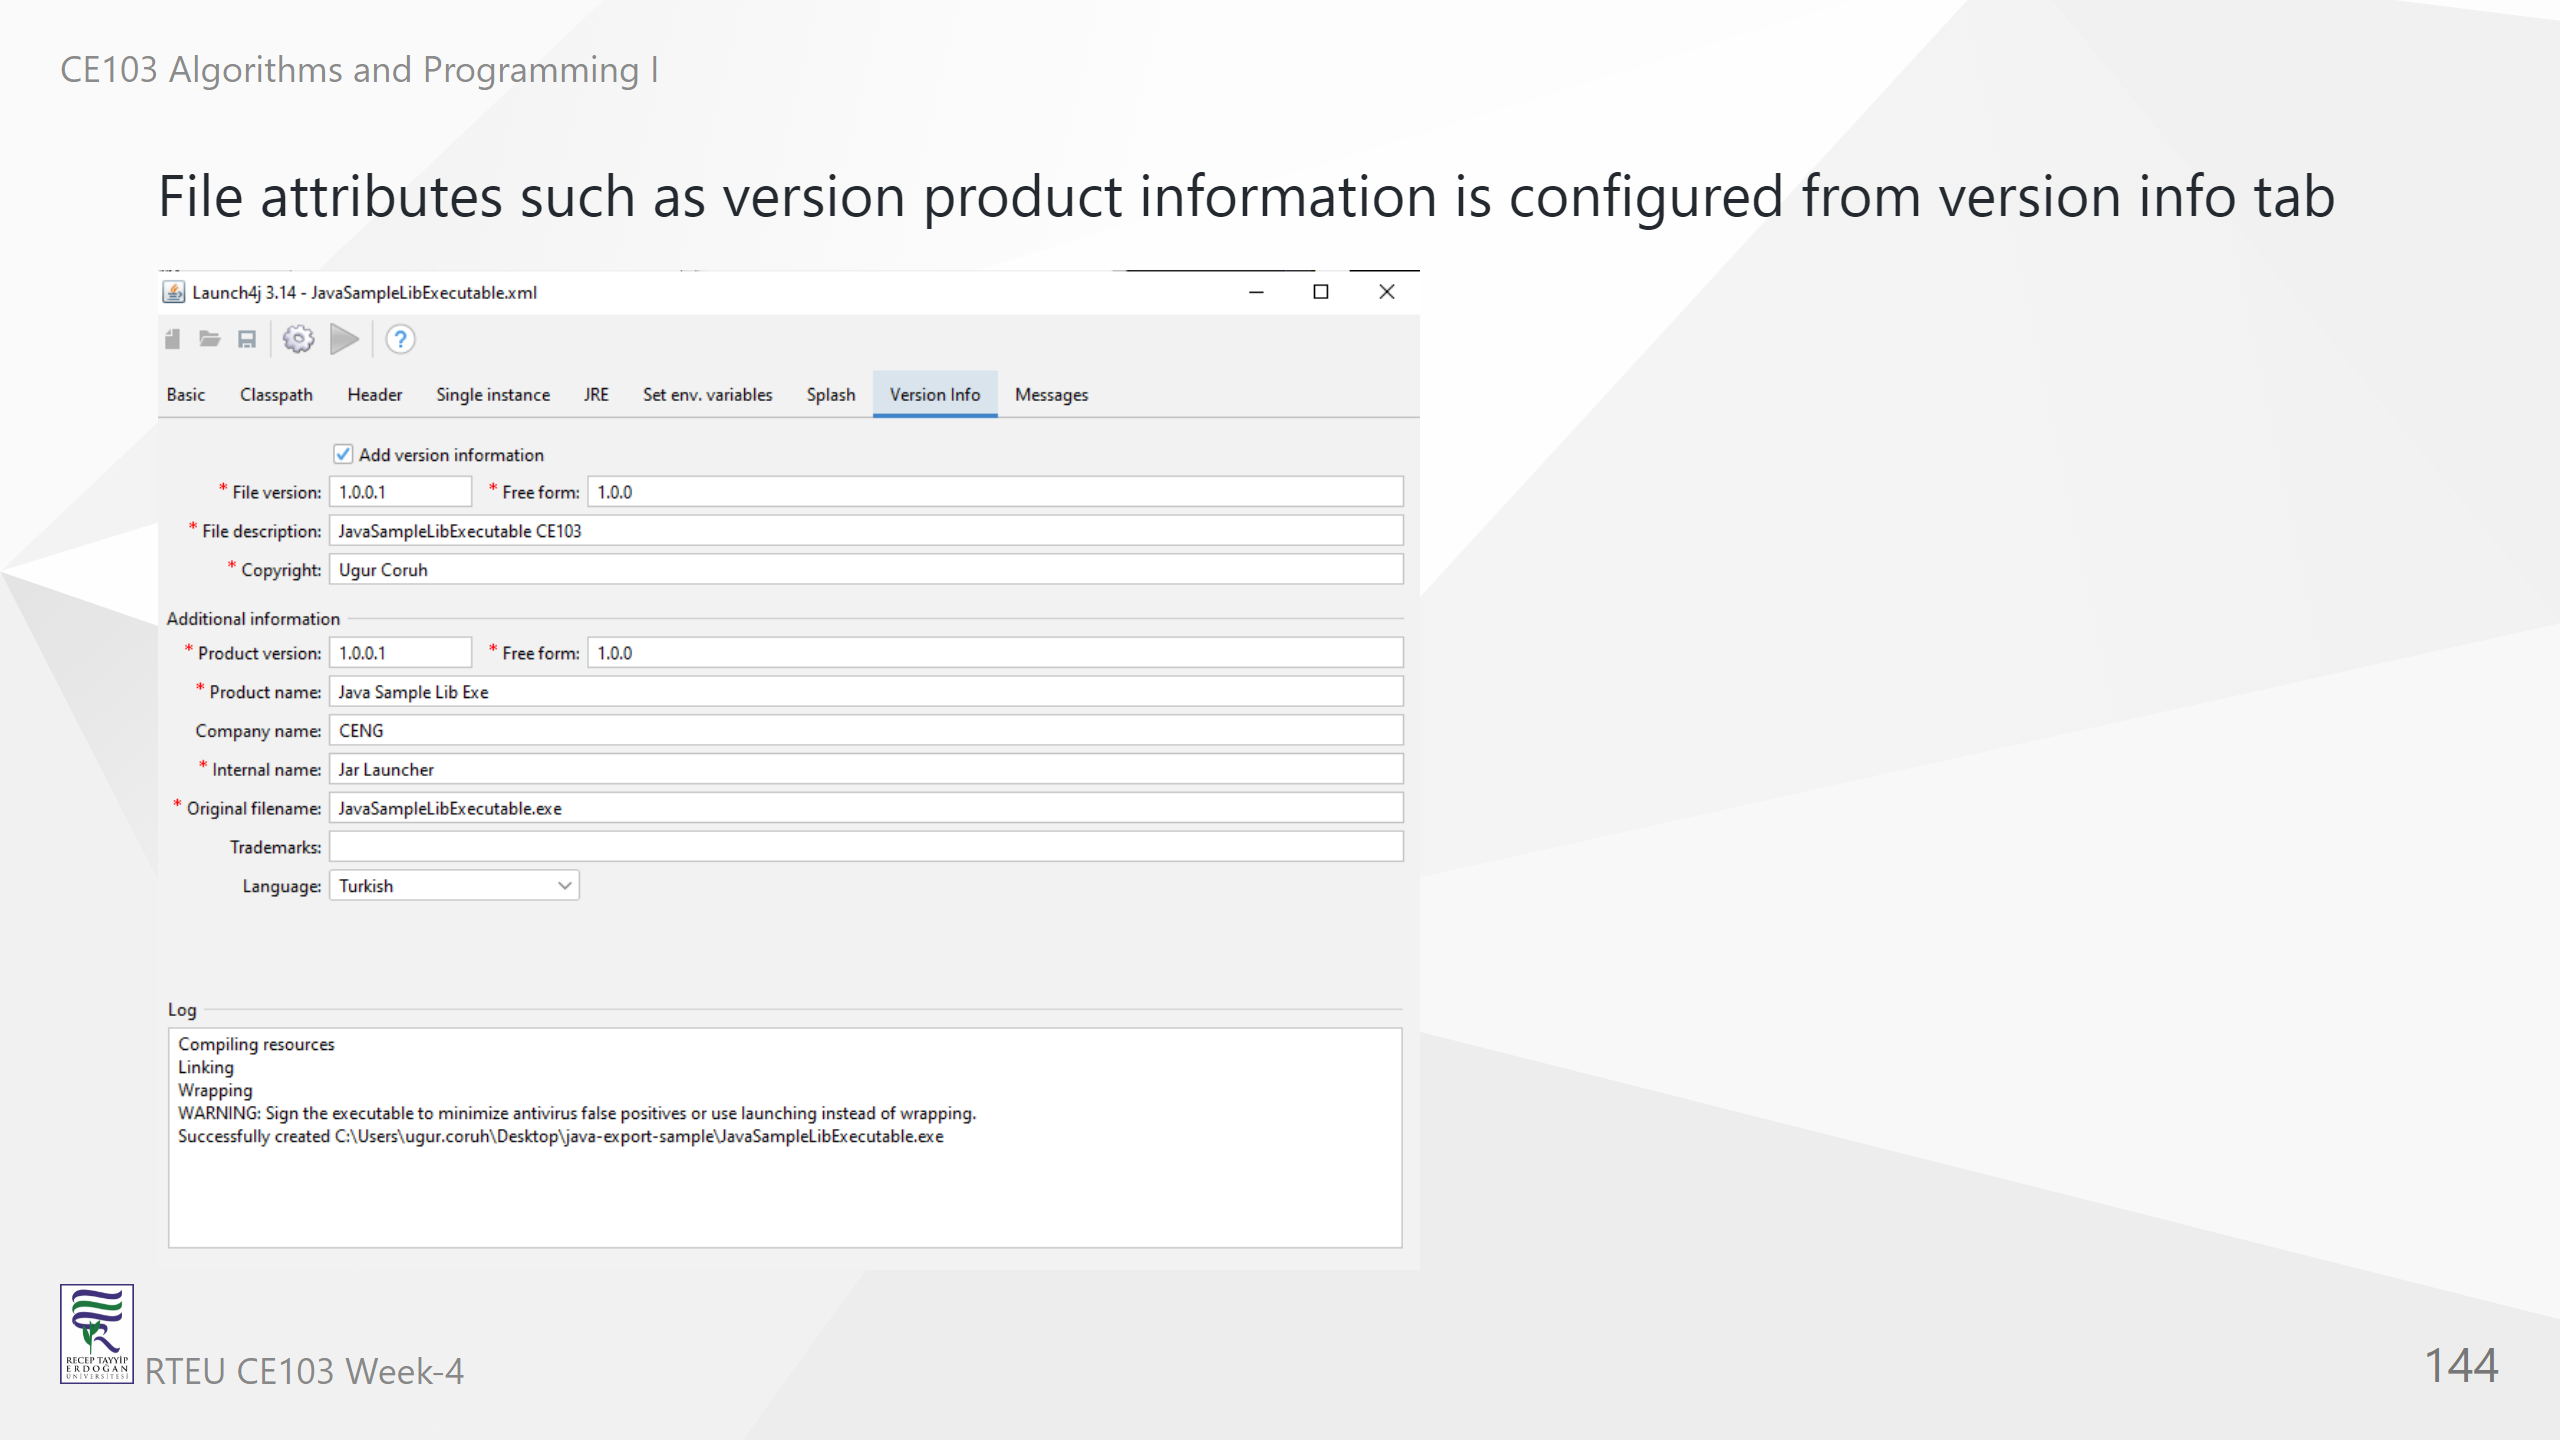 CE103 Algorithms and Programming I
File attributes such as version product information is configured from version info tab
Launch4j 3.14 - JavaSampleLibExecutable.xml
Basic Classpath Header Single instance JRE Set env. variables Splash Version Info Messages
Add version information
* File version: 1.0.0.1 * Free form: 1.0.0
* File description: JavaSampleLibExecutable CE103
* Copyright: Ugur Coruh
Additional information
* Product version: 1.0.0.1 * Free form: 1.0.0
* Product name: Java Sample Lib Exe
Company name: CENG
* Internal name: Jar Launcher
* Original filename: JavaSampleLibExecutable.exe
Trademarks:
Language: Turkish
Log
Compiling resources
Linking
Wrapping
WARNING: Sign the executable to minimize antivirus false positives or use launching instead of wrapping.
Successfully created C:\Users\ugur.coruh\Desktop\java-export-sample\JavaSampleLibExecutable.exe
RECEP TAYYİP
ERDOĞAN
ÜNİVERSİTESİ
RTEU CE103 Week-4
144